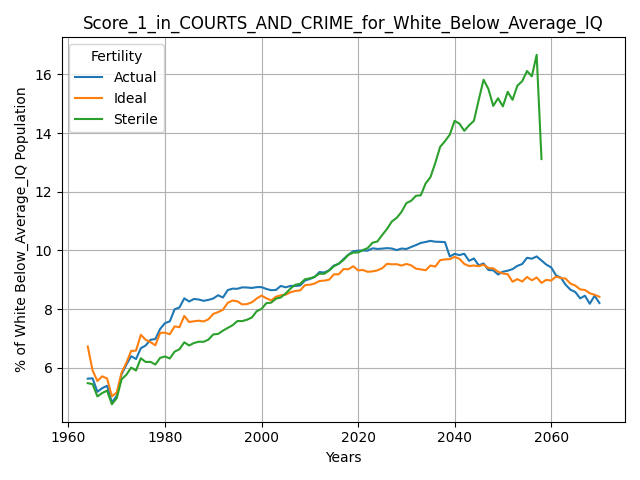 Score_1_in_COURTS_AND_CRIME_for_White_Below_Average_IQ
Fertility
Actual
Ideal
Sterile
% of White Below_Average_IQ Population
16
14
12
10
8
6
1960
1980
2000
2020
2040
2060
Years